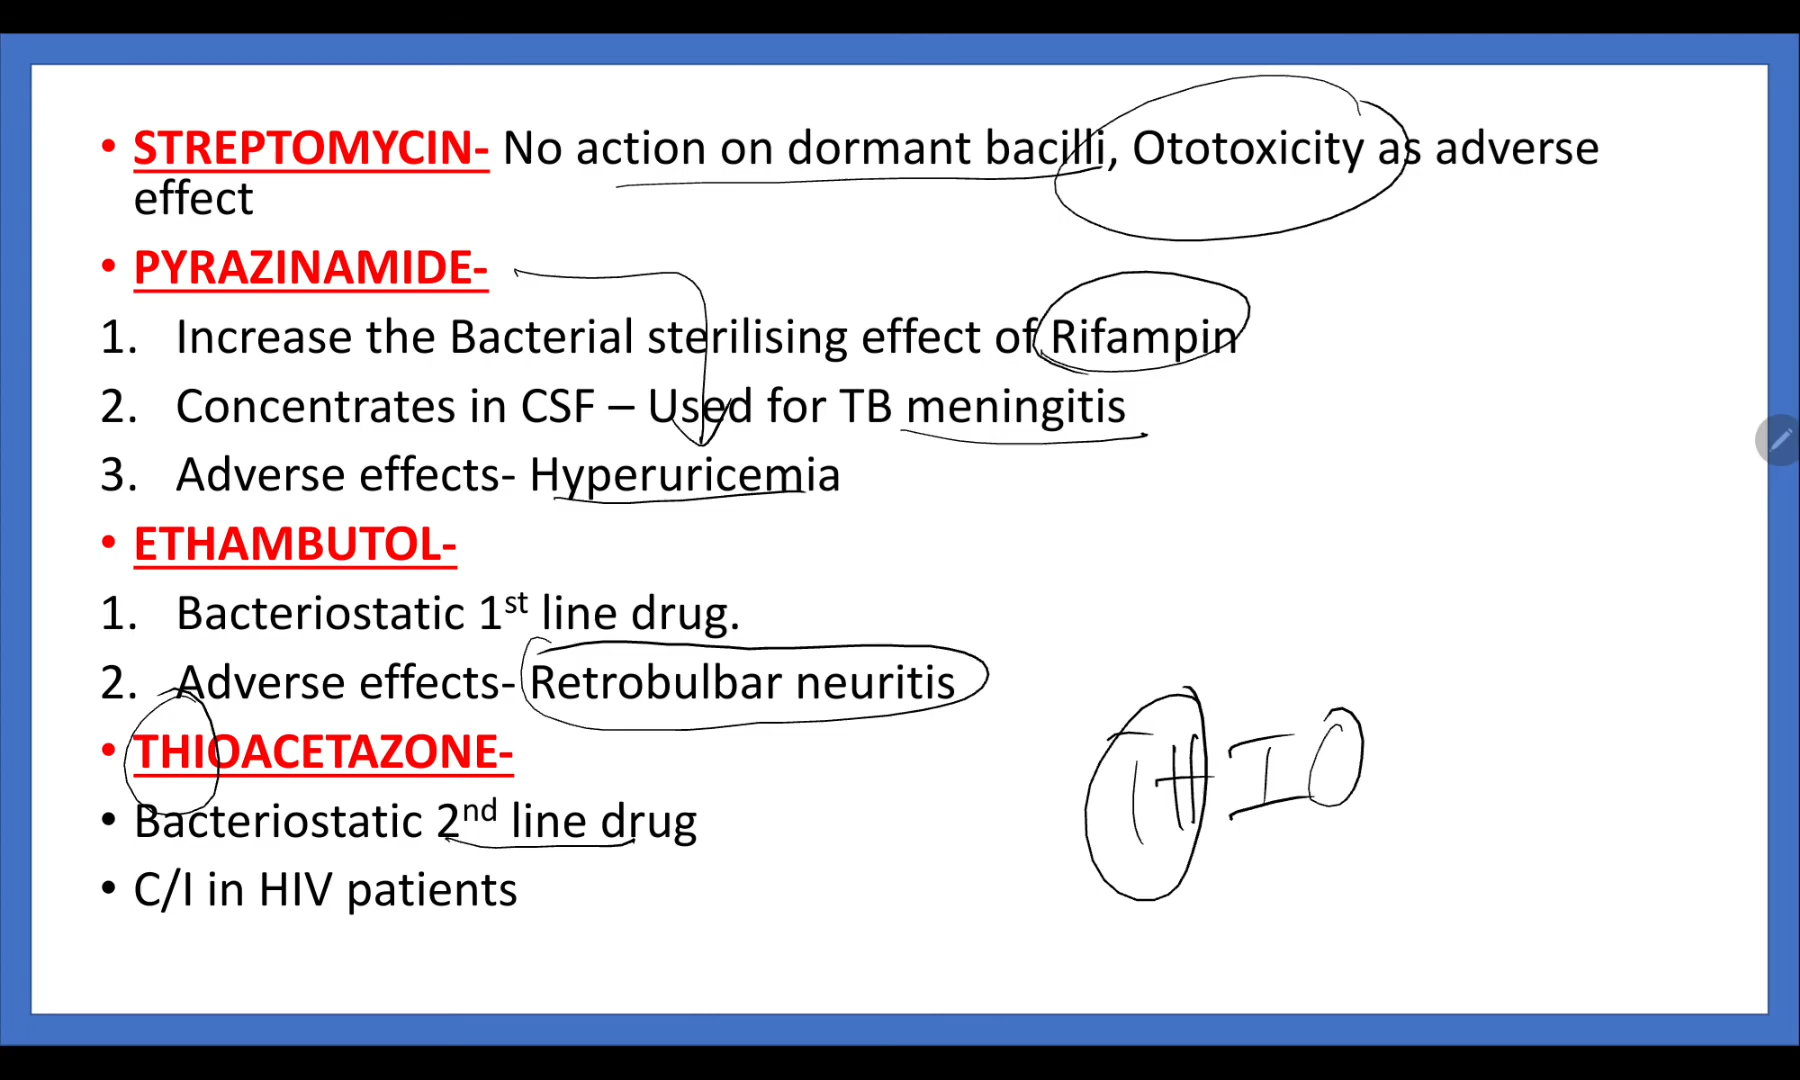 • STREPTOMYCIN- No action on dormant bacilli, Ototoxicity as adverse
effect
• PYRAZINAMIDE-
1. Increase the Bacterial sterilising effect of Rifampin
2. Concentrates in CSF – Used for TB meningitis
3. Adverse effects- Hyperuricemia
• ETHAMBUTOL-
1. Bacteriostatic 1st line drug.
2. Adverse effects- Retrobulbar neuritis
• THIOACETAZONE-
THIO
• Bacteriostatic 2nd line drug
• C/I in HIV patients